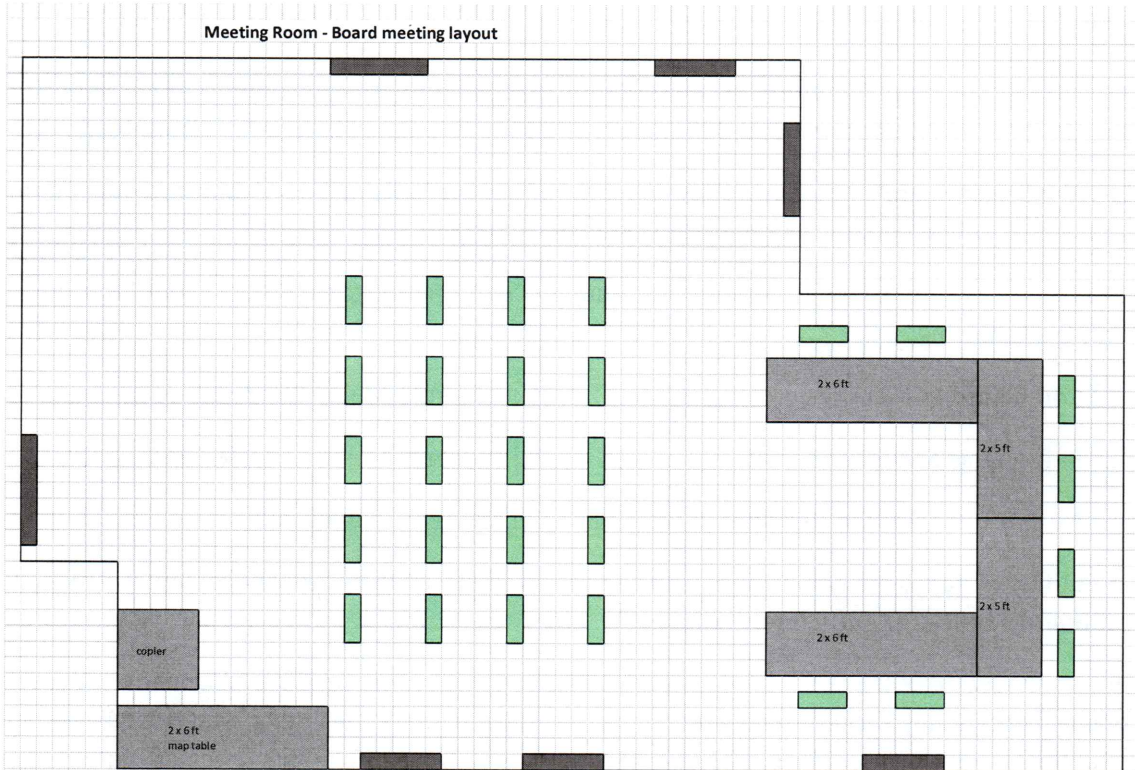 Meeting Room - Board meeting layout
2 x 6 ft
2 x 5 ft
2 x 5 ft
2 x 6 ft
copier
2 x 6 ft
map table